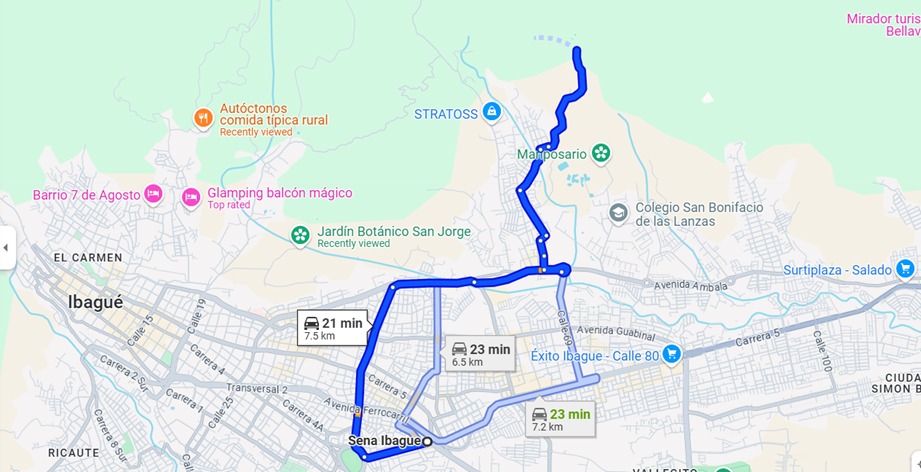 Mirador turis
Bellav
Autóctonos
comida típica rural
Recently viewed
STRATOSS
Mariposario
Barrio 7 de Agosto
Glamping balcón mágico
Top rated
Colegio San Bonifacio
de las Lanzas
Jardín Botánico San Jorge
Recently viewed
EL CARMEN
Surtiplaza - Salado
Avenida Ambala
Ibagué
Calle 19
Calle 15
21 min
7.5 km
Calle 69
Avenida Guabinal
Carrera 5
23 min
6.5 km
Éxito Ibague - Calle 80
Calle 100
Carrera 2 Sur
Carrera 5
Transversal 2
CIUDA
SIMON B
Carrera 1
Calle 25
Avenida Ferrocarril
23 min
7.2 km
Carrera 4A
Carrera 8 Sur
Sena Ibague
RICAUTE
VALLECITO